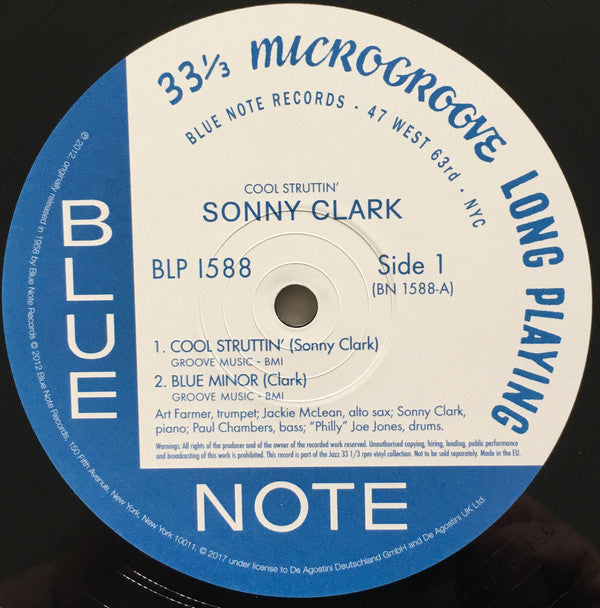 33⅓ MICROGROOVE LONG PLAYING
BLUE NOTE RECORDS · 47 WEST 63rd · NYC
COOL STRUTTIN'
SONNY CLARK
BLP 1588
Side 1
(BN 1588-A)
1. COOL STRUTTIN' (Sonny Clark)
GROOVE MUSIC - BMI
2. BLUE MINOR (Clark)
GROOVE MUSIC - BMI
Art Farmer, trumpet; Jackie McLean, alto sax; Sonny Clark,
piano; Paul Chambers, bass; "Philly" Joe Jones, drums.
Warnings: All rights of the producer and of the owner of the recorded work reserved. Unauthorised copying, hiring, lending, public performance
and broadcasting of this work is prohibited. This record is part of the Jazz 33 1/3 rpm vinyl collection. Not to be sold separately. Made in the EU.
BLUE
NOTE
℗ 2012, originally released in 1958 by Blue Note Records © 2012 Blue Note Records, 150 Fifth Avenue, New York, New York 10011. © 2017 under license to De Agostini Deutschland GmbH and De Agostini UK Ltd.